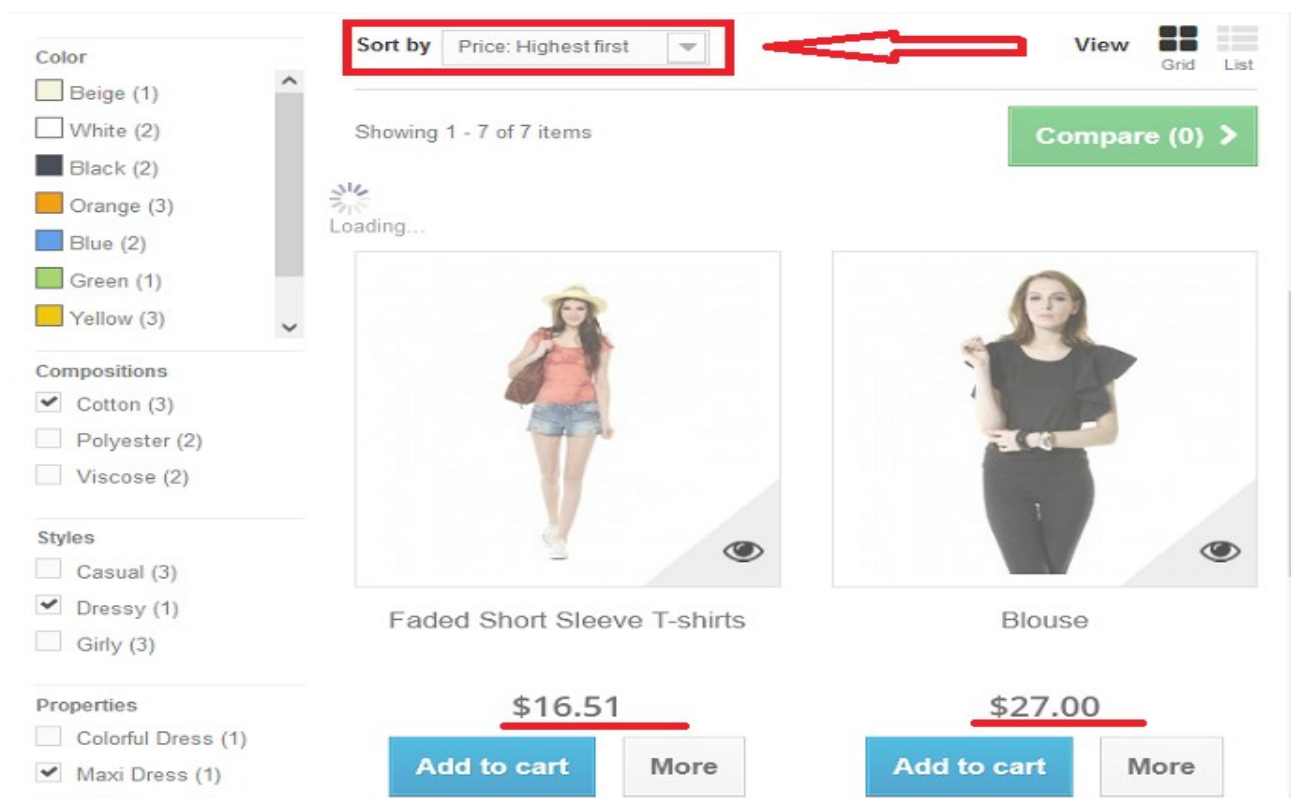 Color
Beige (1)
White (2)
Black (2)
Orange (3)
Blue (2)
Green (1)
Yellow (3)
Compositions
Cotton (3)
Polyester (2)
Viscose (2)
Styles
Casual (3)
Dressy (1)
Girly (3)
Properties
Colorful Dress (1)
Maxi Dress (1)
Sort by Price: Highest first
View Grid List
Showing 1 - 7 of 7 items
Compare (0)
Loading...
Faded Short Sleeve T-shirts
$16.51
Add to cart More
Blouse
$27.00
Add to cart More